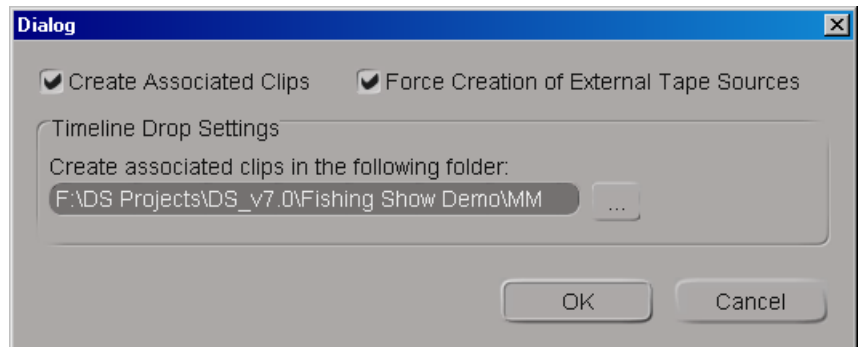 Dialog
Create Associated Clips Force Creation of External Tape Sources
Timeline Drop Settings
Create associated clips in the following folder:
F:\DS Projects\DS_v7.0\Fishing Show Demo\MM ...
OK Cancel